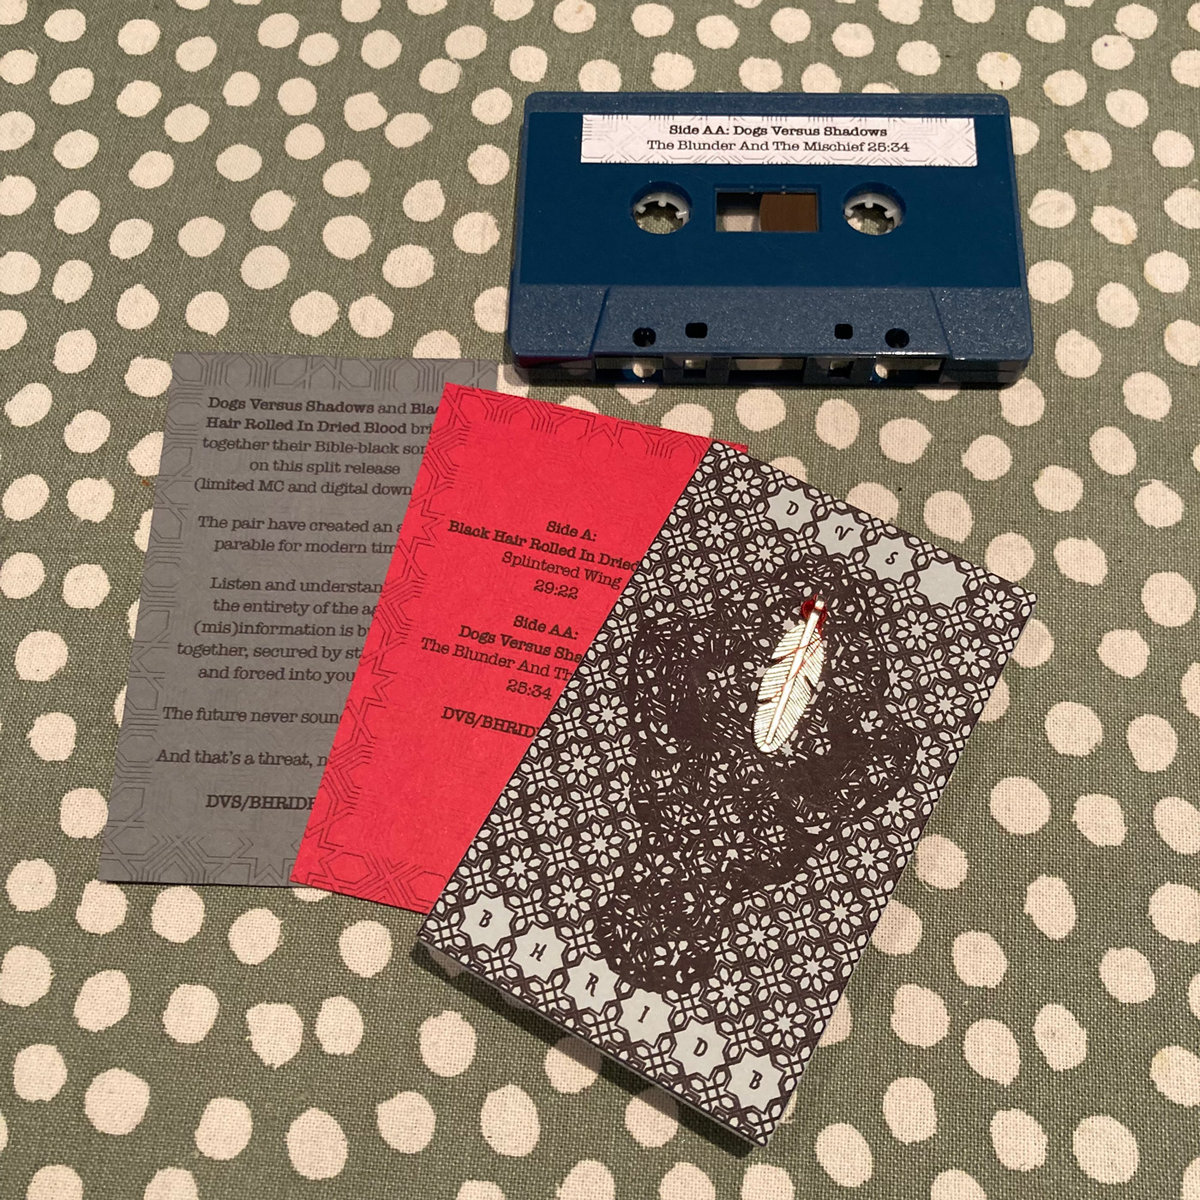 Side AA: Dogs Versus Shadows
The Blunder And The Mischief 25:34
Dogs Versus Shadows and
Hair Rolled In Dried Blood
together their Bible-black
on this split release
(limited MC and digital
The pair have created an
parable for modern
Listen and
the entirety of the
(mis)information is
together, secured by
and forced into
The future never
And that's a threat,
Side A:
Black Hair Rolled In Dried
Splintered Wing
29:22
Side AA:
Dogs Versus
The Blunder And
25:34
DVS
BHRIDB